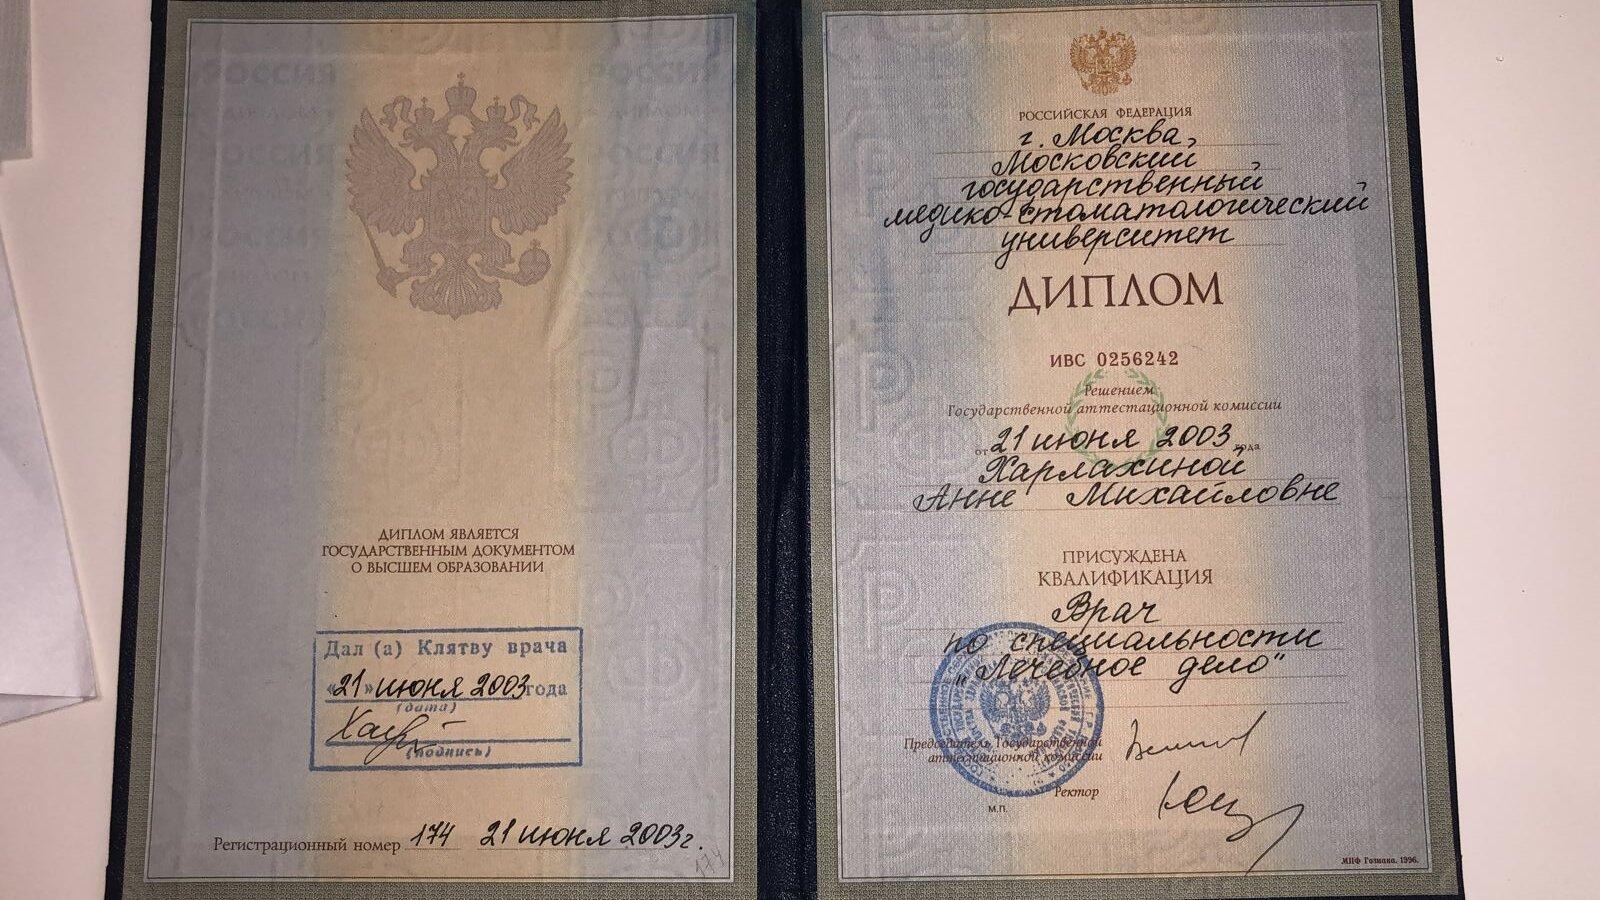 ДИПЛОМ ЯВЛЯЕТСЯ
ГОСУДАРСТВЕННЫМ ДОКУМЕНТОМ
О ВЫСШЕМ ОБРАЗОВАНИИ
Дал (а) Клятву врача
«21» июня 2003 года
(дата)
(подпись)
Регистрационный номер 174 21 июня 2003г.
174
РОССИЙСКАЯ ФЕДЕРАЦИЯ
г. Москва,
Московский
государственный
медико-стоматологический
университет
ДИПЛОМ
ИВС 0256242
Решением
Государственной аттестационной комиссии
от 21 июня 2003 года
Харлахиной
Анне Михайловне
ПРИСУЖДЕНА
КВАЛИФИКАЦИЯ
Врач
по специальности
"Лечебное дело"
Председатель Государственной
аттестационной комиссии
Ректор
М.П.
МПФ Гознака. 1996.